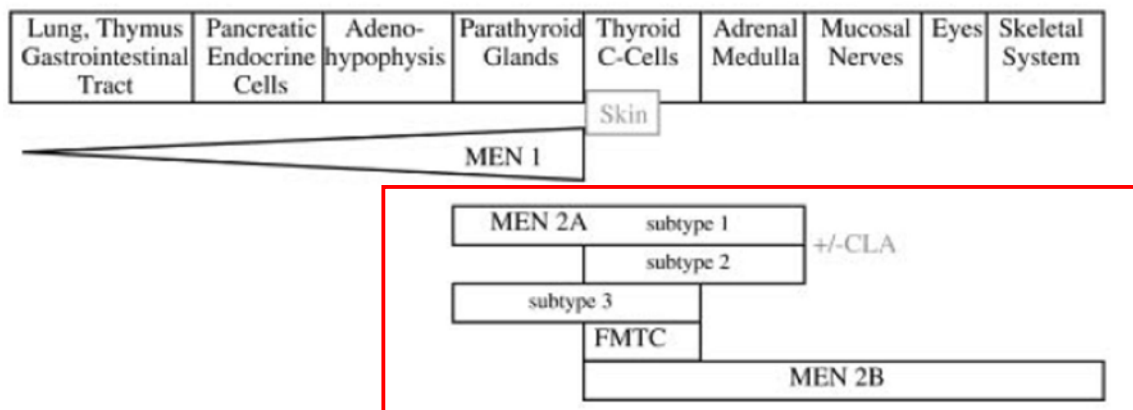 Lung, Thymus
Gastrointestinal
Tract
Pancreatic
Endocrine
Cells
Adeno-
hypophysis
Parathyroid
Glands
Thyroid
C-Cells
Adrenal
Medulla
Mucosal
Nerves
Eyes
Skeletal
System
Skin
MEN 1
MEN 2A subtype 1
+/-CLA
subtype 2
subtype 3
FMTC
MEN 2B